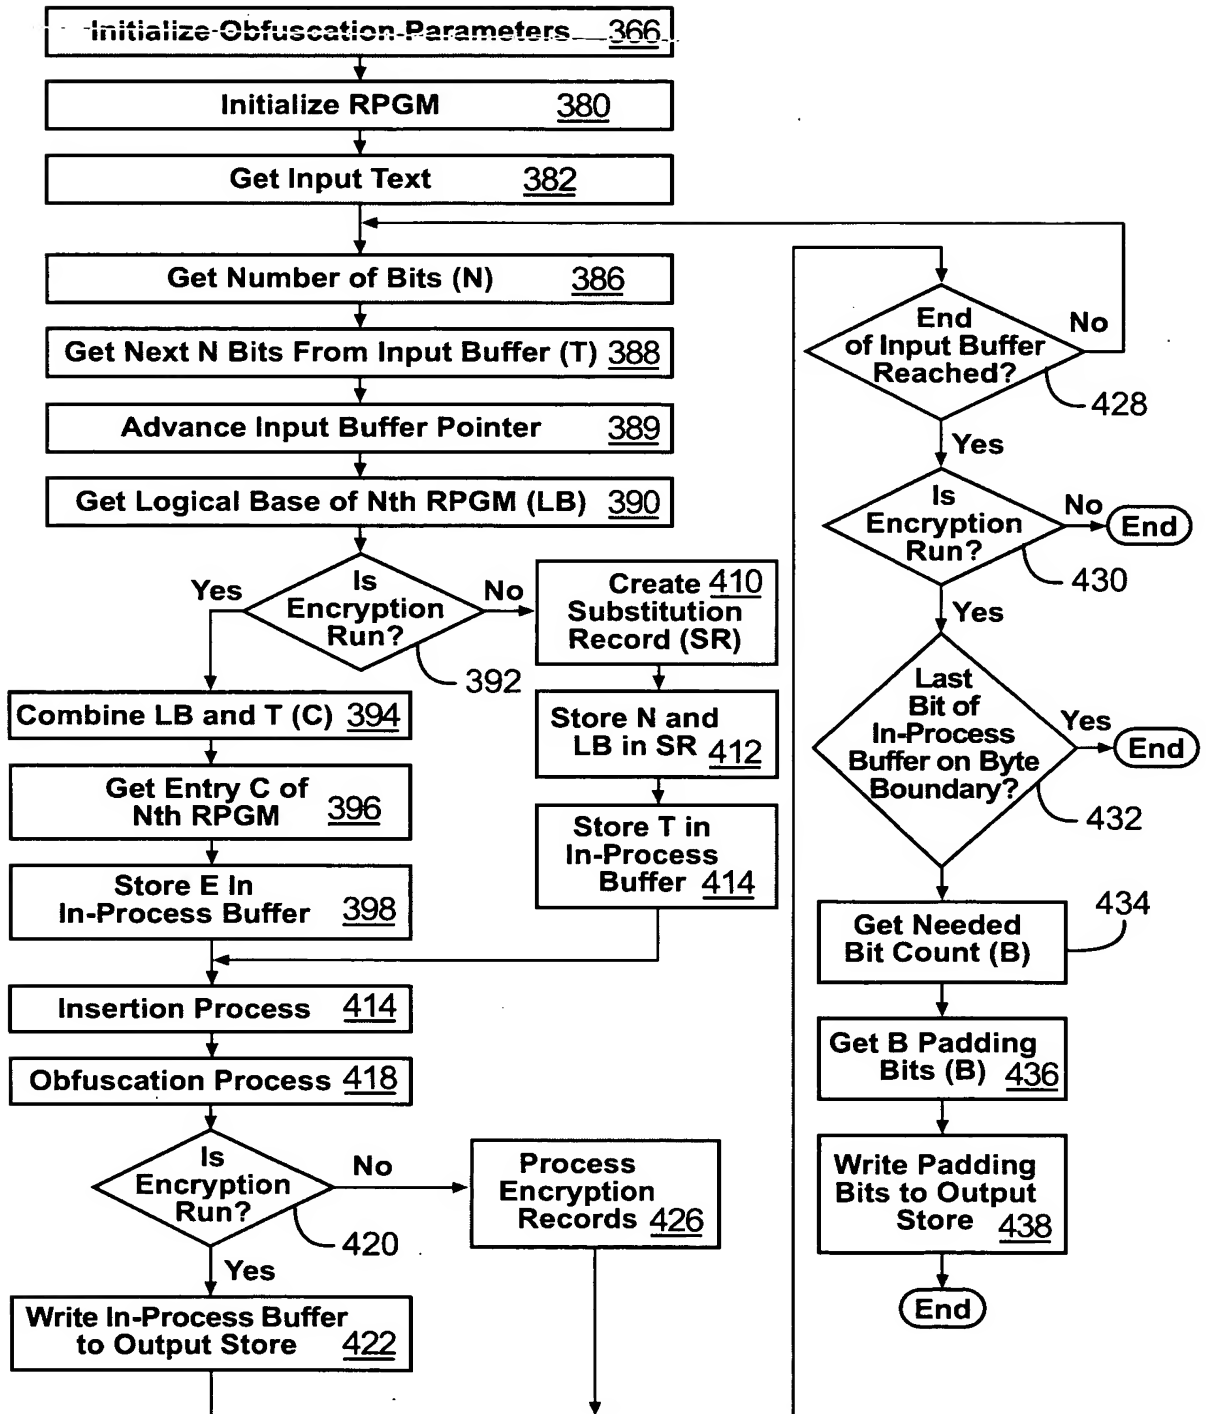 Initialize Obfuscation Parameters 366
Initialize RPGM 380
Get Input Text 382
Get Number of Bits (N) 386
Get Next N Bits From Input Buffer (T) 388
Advance Input Buffer Pointer 389
Get Logical Base of Nth RPGM (LB) 390
Is
Encryption
Run?
Yes
No
392
Combine LB and T (C) 394
Get Entry C of
Nth RPGM 396
Store E in
In-Process Buffer 398
Create 410
Substitution
Record (SR)
Store N and
LB in SR 412
Store T in
In-Process
Buffer 414
Insertion Process 414
Obfuscation Process 418
Is
Encryption
Run?
No
420
Yes
Process
Encryption
Records 426
Write In-Process Buffer
to Output Store 422
End
of Input Buffer
Reached?
No
428
Yes
Is
Encryption
Run?
No
End
430
Yes
Last
Bit of
In-Process
Buffer on Byte
Boundary?
Yes
End
432
434
Get Needed
Bit Count (B)
Get B Padding
Bits (B) 436
Write Padding
Bits to Output
Store 438
End